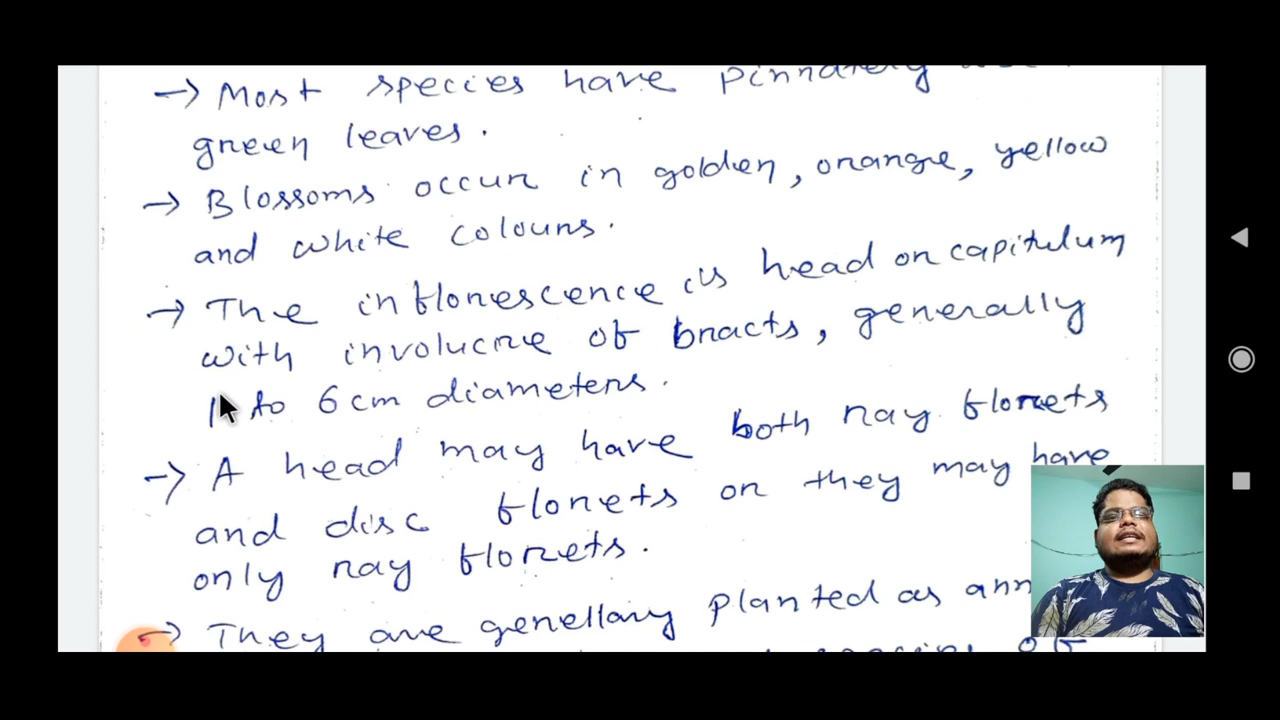 → Most species have pinnately
green leaves.
→ Blossoms occur in golden, orange, yellow
and white colours.
→ The inflorescence is head or capitulum
with involucre of bracts, generally
1 to 6 cm diameters.
→ A head may have both ray florets
and disc florets or they may have
only ray florets.
→ They are genellary planted as